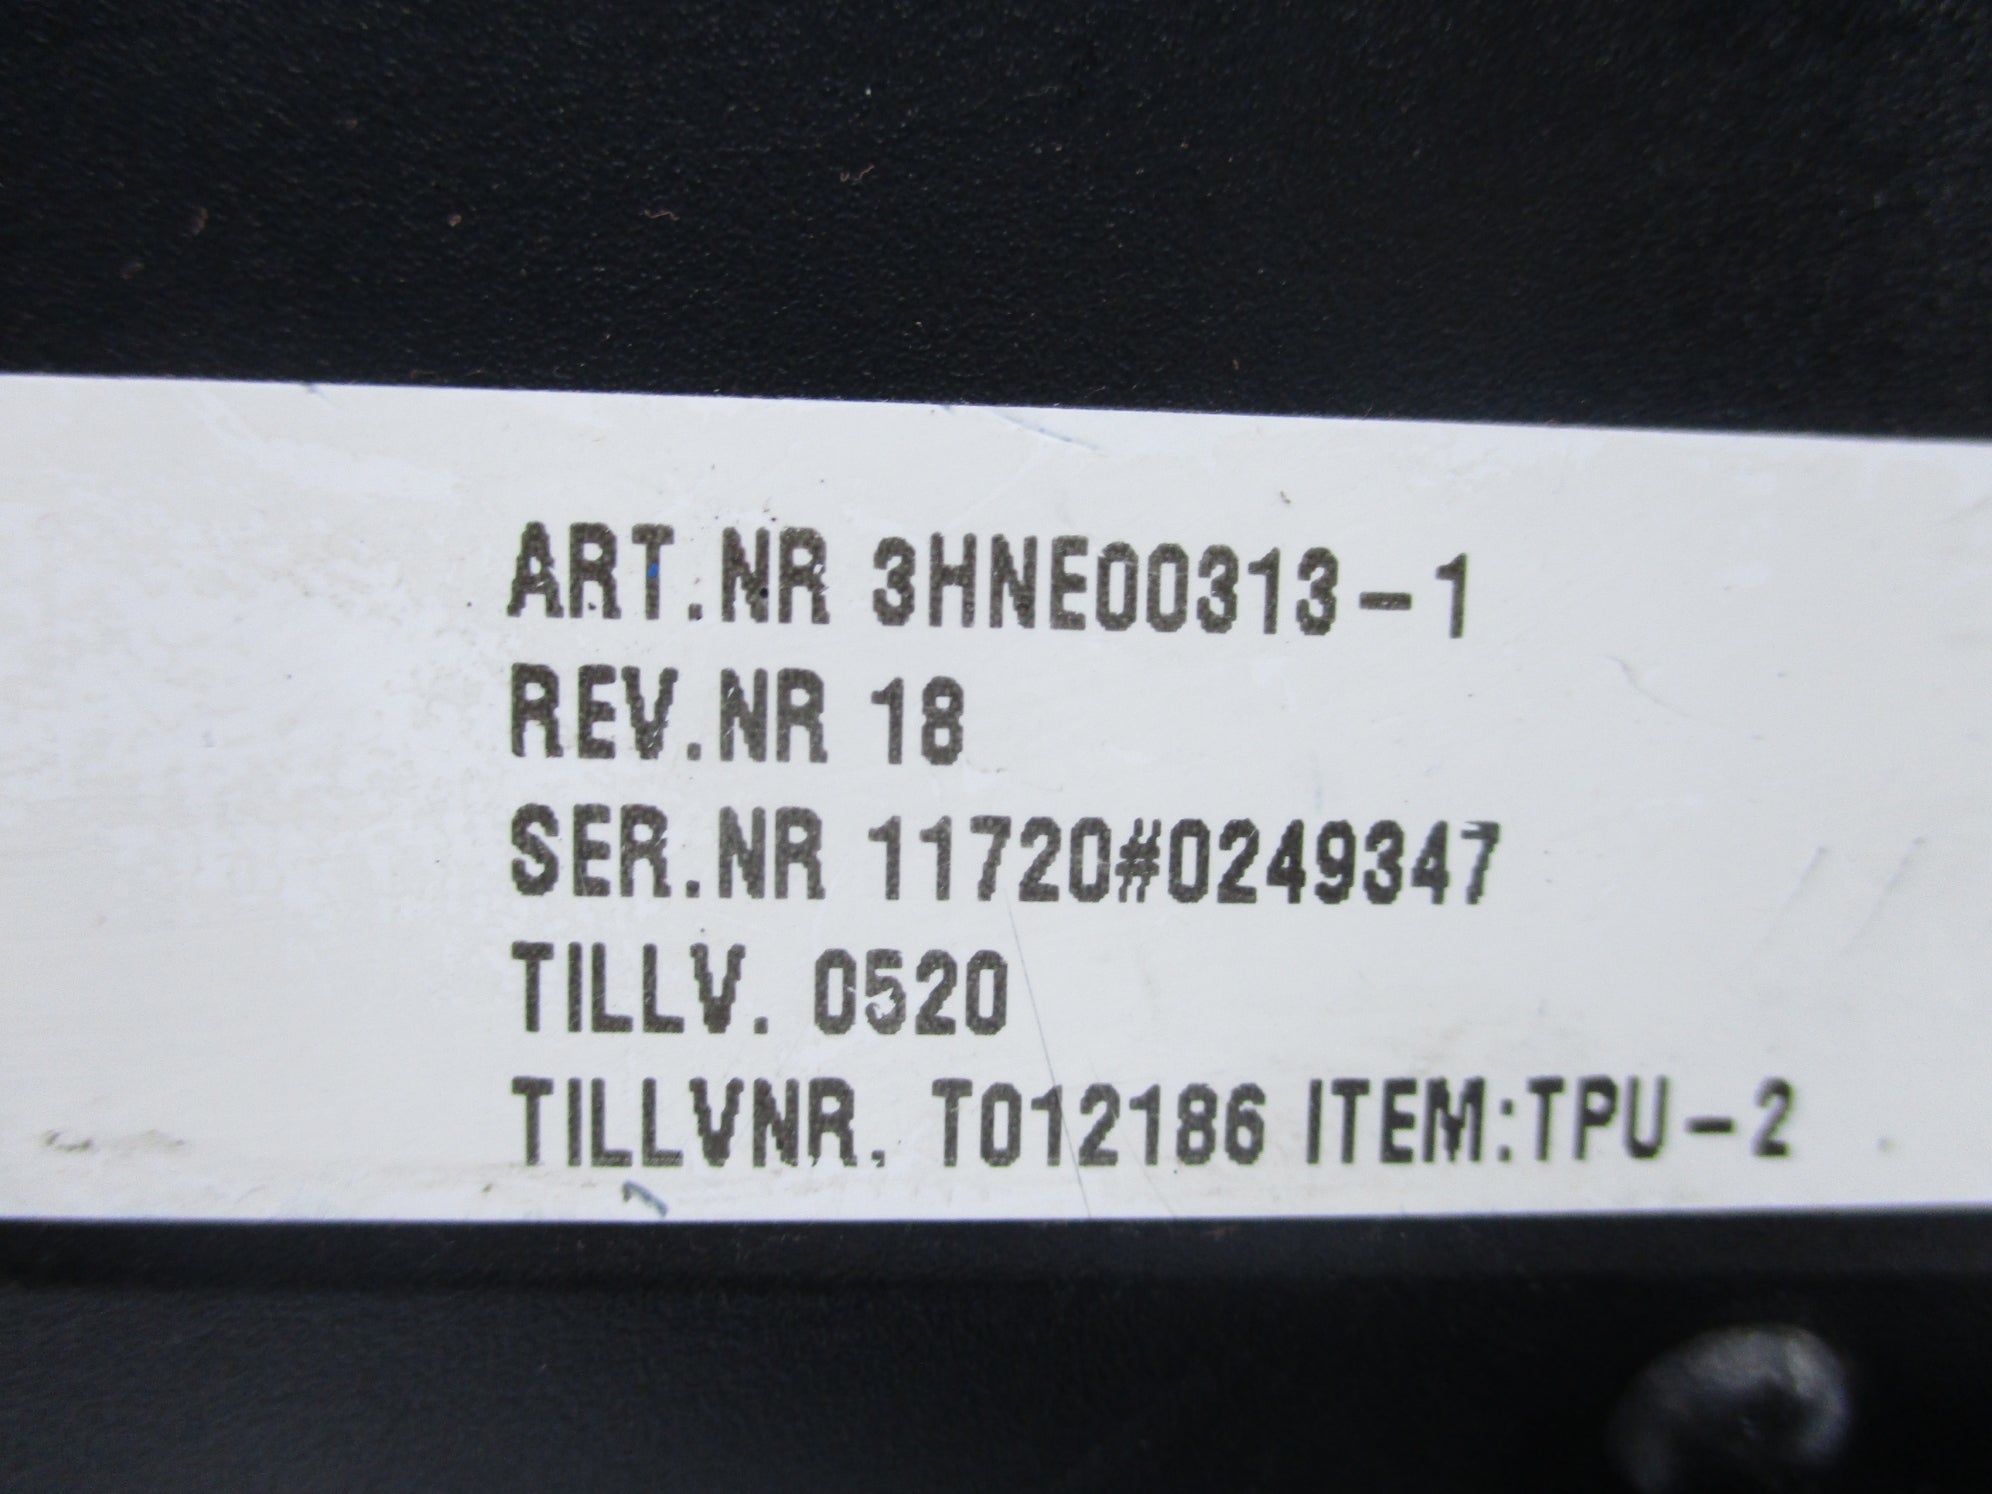 ART.NR 3HNE00313-1
REV.NR 18
SER.NR 11720#0249347
TILLV. 0520
TILLVNR. T012186 ITEM:TPU-2